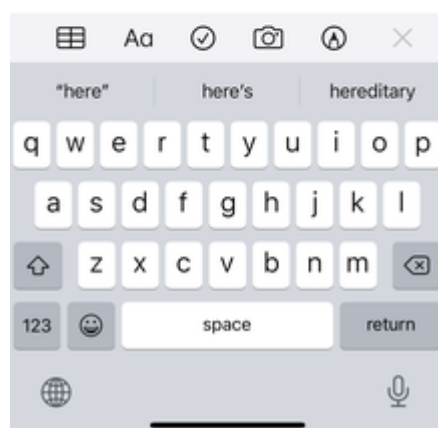 Aa
"here" here's hereditary
q w e r t y u i o p
a s d f g h j k l
z x c v b n m
123 space return